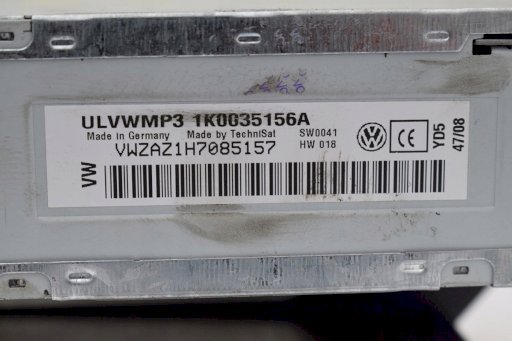 ULVWMP3 1K0035156A
Made in Germany Made by TechniSat SW0041
VWZAZ1H7085157 HW 018
VW
CE
YD5
47/08